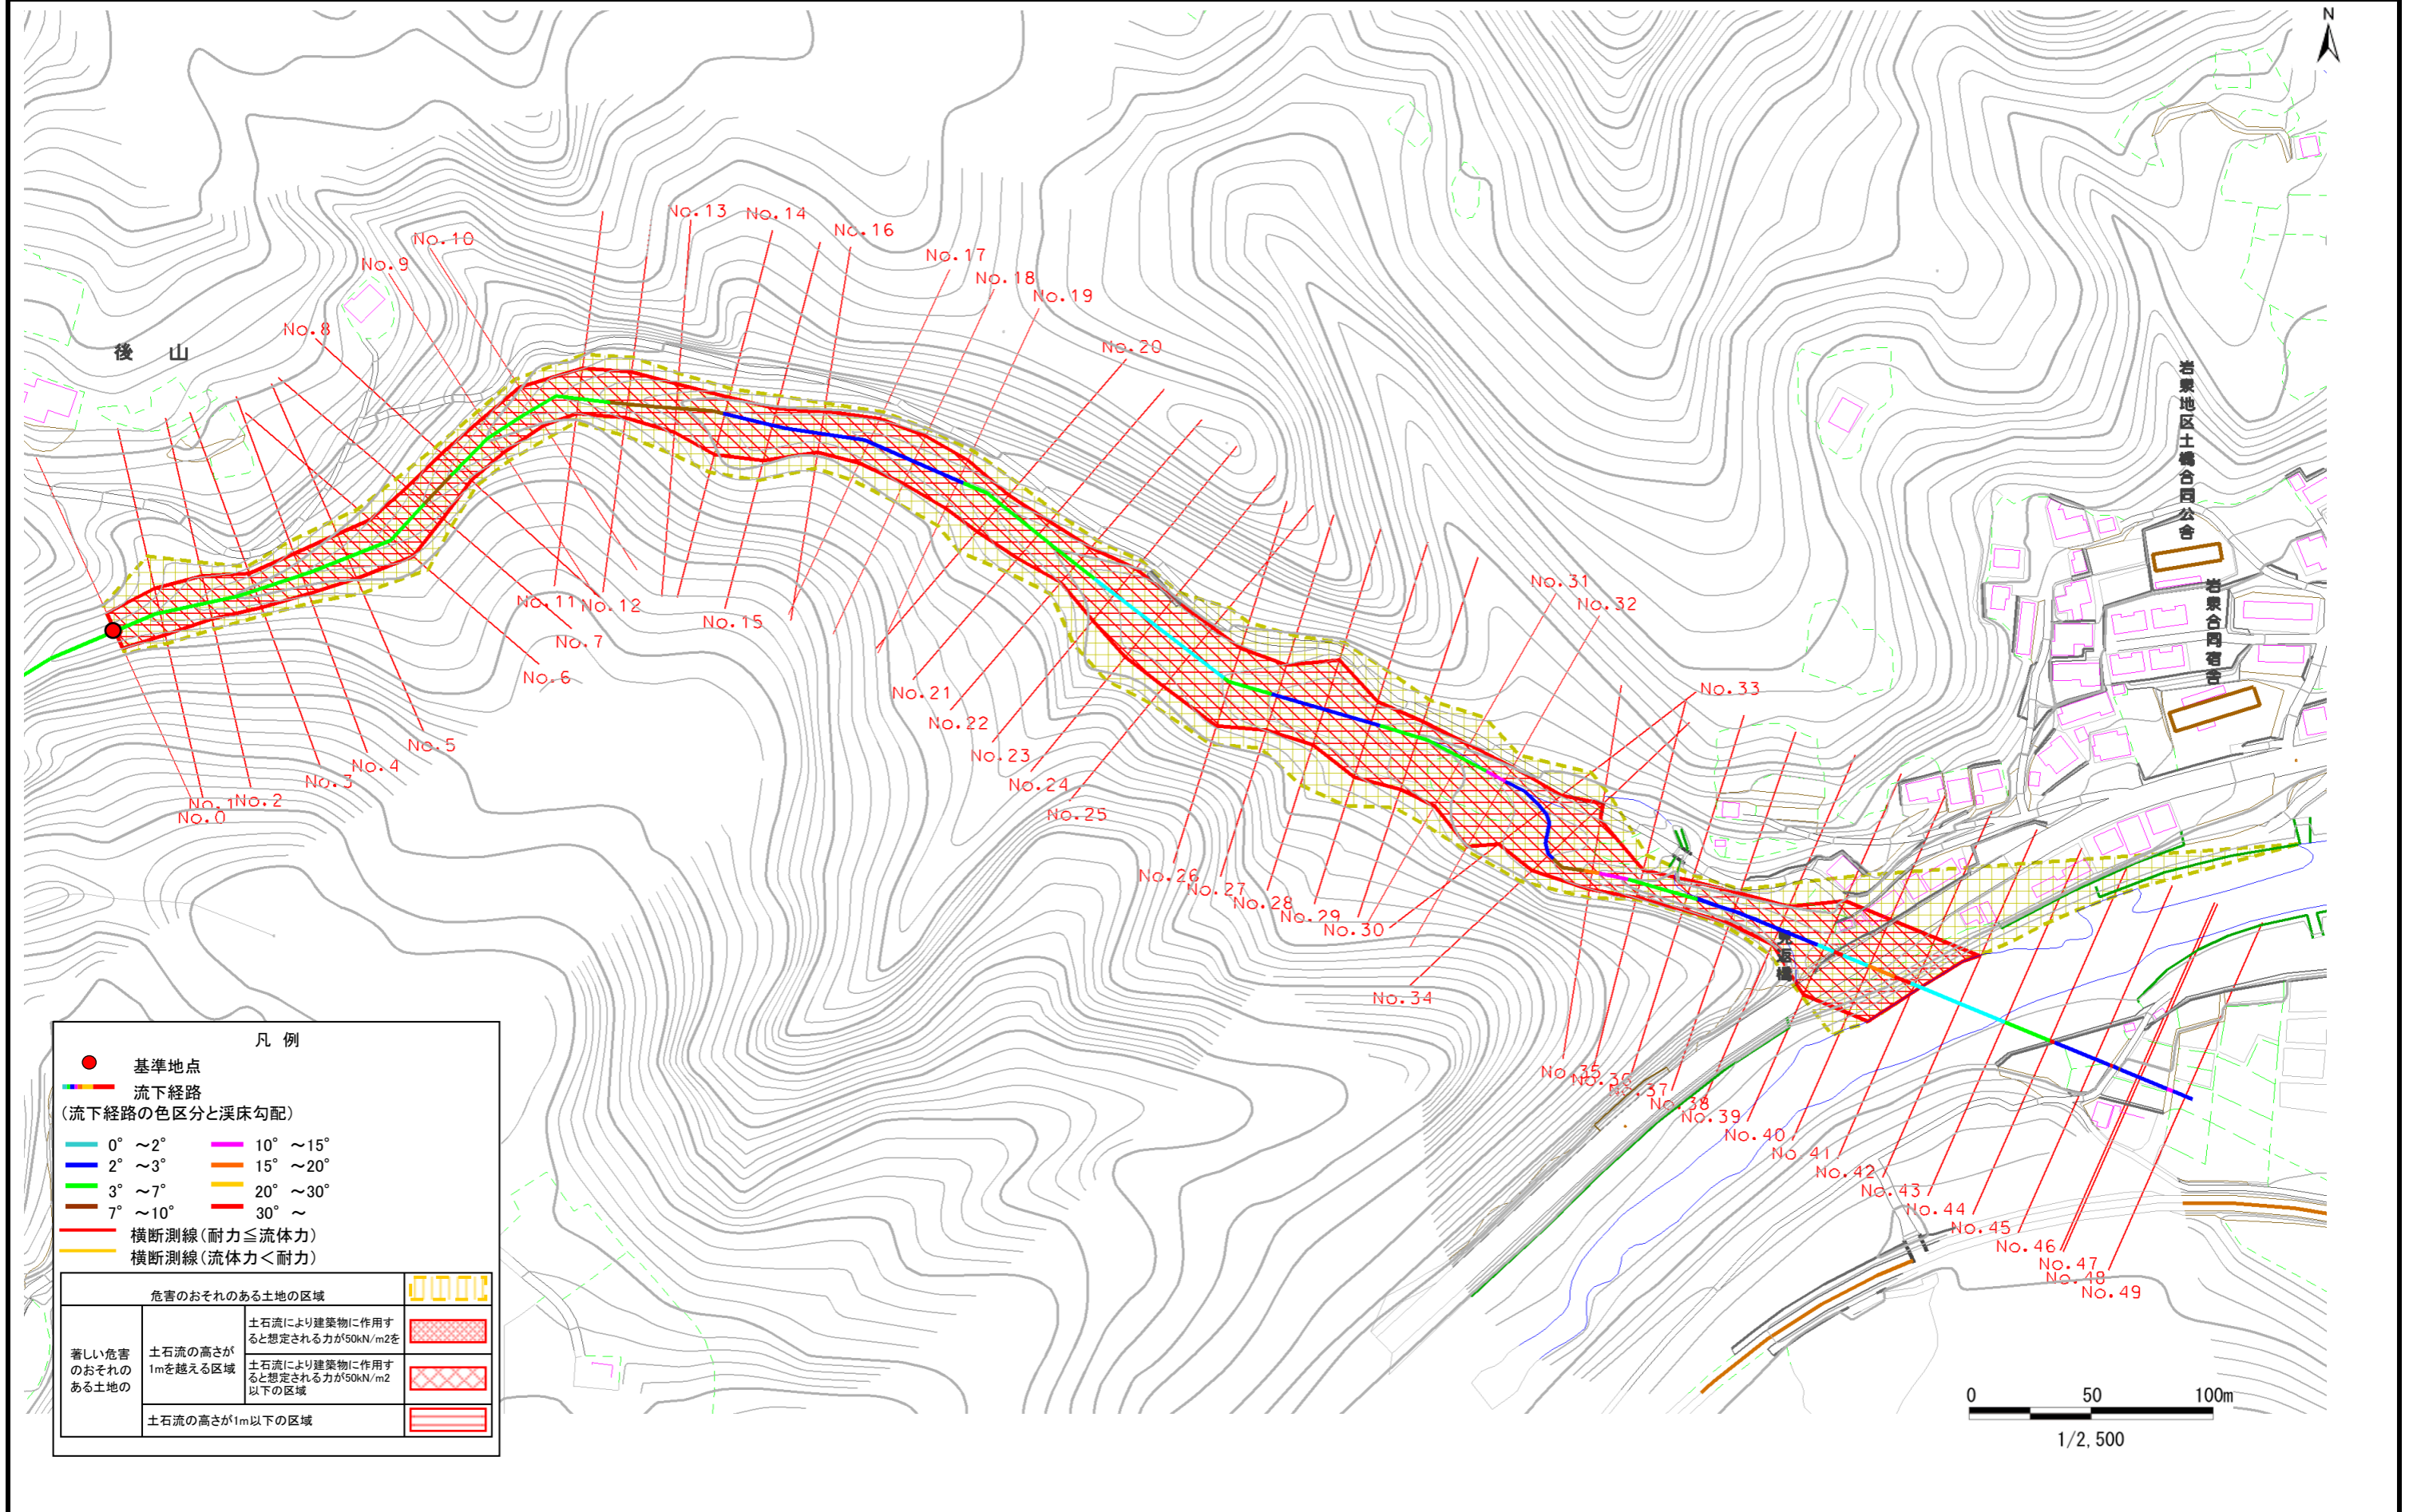 N
No.13
No.14
No.16
No.10
No.9
No.17
No.18
No.19
No.8
No.20
後 山
岩泉地区土橋合同公舎
岩泉合同宿舎
No.31
No.32
No.11
No.12
No.15
No.7
No.6
No.33
No.21
No.22
No.5
No.23
No.4
No.3
No.24
No.2
No.1
No.0
No.25
No.26
No.27
No.28
No.29
No.30
見返橋
No.34
No.35
No.36
No.37
No.38
No.39
No.40
No.41
No.42
No.43
No.44
No.45
No.46
No.47
No.48
No.49
凡 例
基準地点
流下経路
(流下経路の色区分と渓床勾配)
0° ～2°
10° ～15°
2° ～3°
15° ～20°
3° ～7°
20° ～30°
7° ～10°
30° ～
横断測線(耐力≦流体力)
横断測線(流体力<耐力)
危害のおそれのある土地の区域
著しい危害
のおそれの
ある土地の
土石流の高さが
1mを越える区域
土石流により建築物に作用す
ると想定される力が50kN/m2を
土石流により建築物に作用す
ると想定される力が50kN/m2
以下の区域
土石流の高さが1m以下の区域
0 50 100m
1/2,500